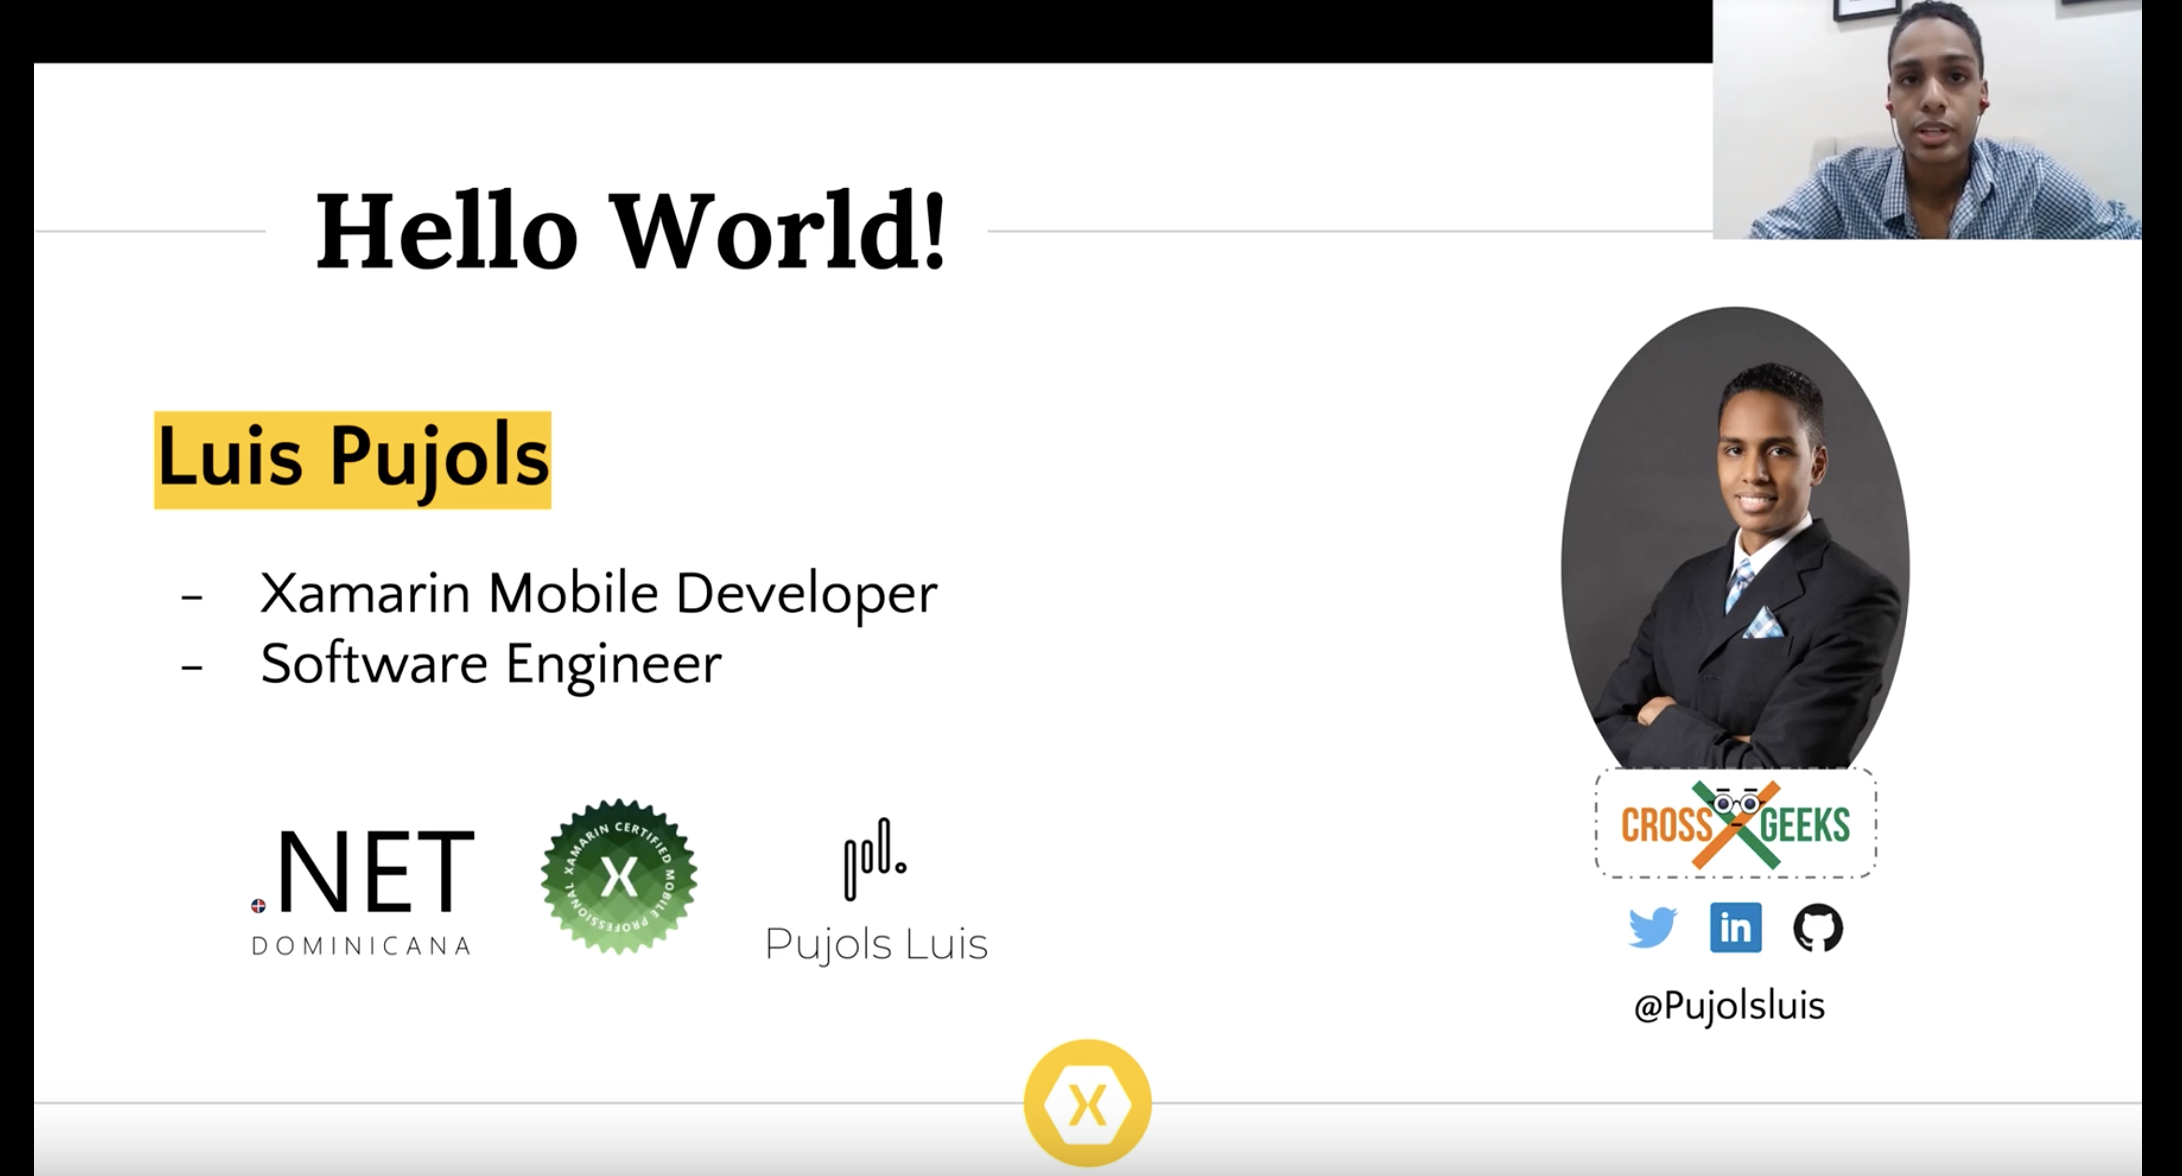 Hello World!
Luis Pujols
- Xamarin Mobile Developer
- Software Engineer
.NET
DOMINICANA
XAMARIN CERTIFIED MOBILE PROFESSIONAL
X
pl.
Pujols Luis
CROSS X GEEKS
in
@Pujolsluis
X